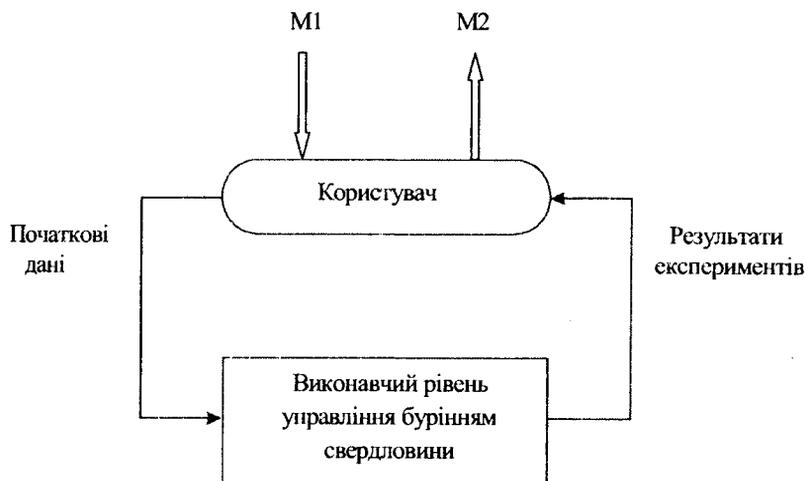 M1
M2
Користувач
Початкові
дані
Результати
експериментів
Виконавчий рівень
управління бурінням
свердловини